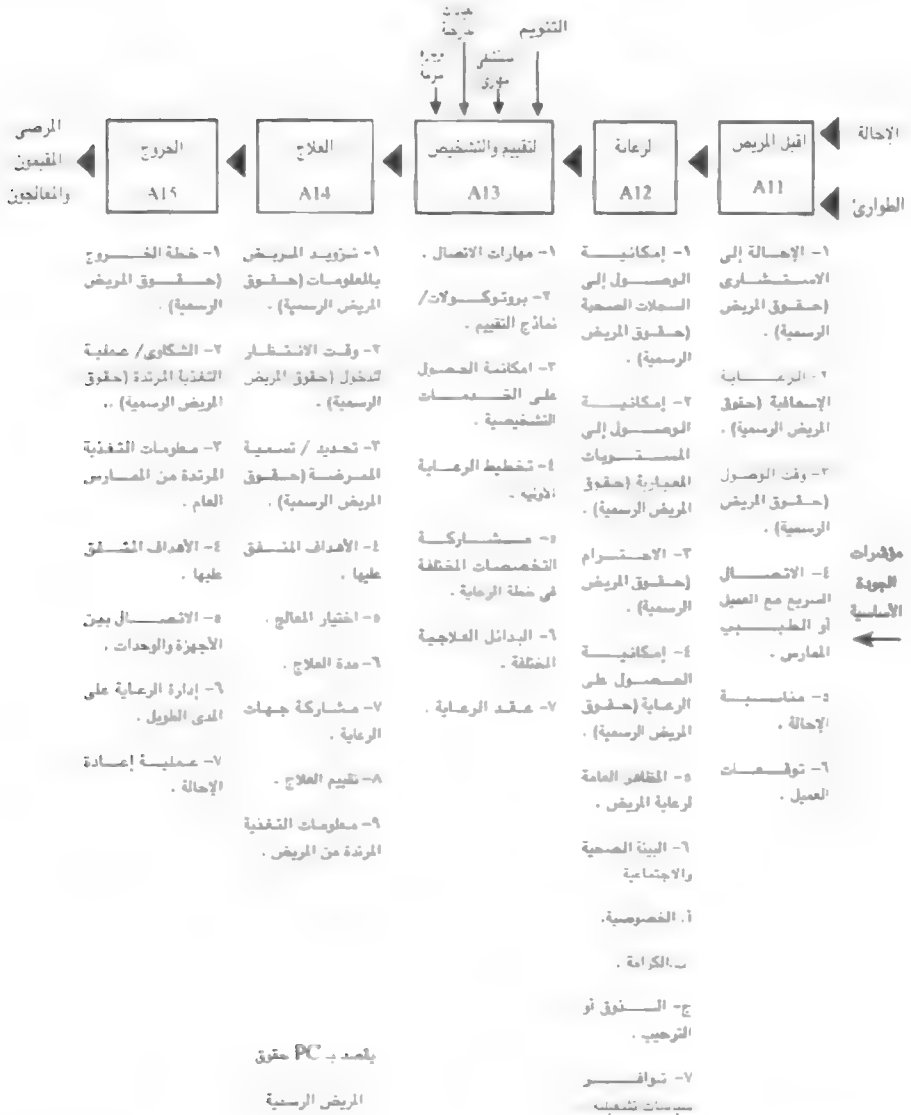 التنويم
الإحالة
الطوارئ
اقبل المريض
A11
لرعاية
A12
لتقييم والتشخيص
A13
العلاج
A14
الخروج
A15
المرضى
المقيمون
والمعالجون
مؤشرات
الجودة
الأساسية
١- الإحالة إلى
الاستشارى
(حقوق المريض
الرسمية) .
٢- الرعاية
الإسعافية (حقوق
المريض الرسمية) .
٣- وقت الوصول
(حقوق المريض
الرسمية) .
٤- الاتصال
السريع مع العميل
أو الطبيب
الممارس .
٥- مناسبة
الإحالة .
٦- توقعات
العميل .
١- إمكانية
الوصول إلى
السجلات الصحية
(حقوق المريض
الرسمية) .
٢- إمكانية
الوصول إلى
المستويات
المعيارية (حقوق
المريض الرسمية) .
٣- الاحترام
(حقوق المريض
الرسمية) .
٤- إمكانية
الحصول على
الرعاية (حقوق
المريض الرسمية) .
٥- المظاهر العامة
لرعاية المريض .
٦- البيئة الصحية
والاجتماعية
أ. الخصوصية.
ب. الكرامة .
ج- الذوق أو
الترحيب .
٧- توافر
سياسات
١- مهارات الاتصال .
٢- بروتوكولات/
نماذج التقييم .
٣- امكانية الحصول
على الخدمات
التشخيصية .
٤- تخطيط الرعاية
٥- مشاركة
التخصصات المختلفة
فى خطة الرعاية .
٦- البدائل العلاجية
المختلفة .
٧- عقد الرعاية .
١- تزويد المريض
بالمعلومات (حقوق
المريض الرسمية) .
٢- وقت الانتظار
للدخول (حقوق المريض
الرسمية) .
٣- تحديد / تسمية
الممرضة (حقوق
المريض الرسمية) .
٤- الأهداف المتفق
عليها .
٥- اختيار المعالج .
٦- مدة العلاج .
٧- مشاركة جهات
الرعاية .
٨- تقييم العلاج .
٩- معلومات التغذية
المرتدة من المريض .
١- خطة الخروج
(حقوق المريض
الرسمية) .
٢- الشكاوى/ عملية
التغذية المرتدة (حقوق
المريض الرسمية) .
٣- معلومات التغذية
المرتدة من الممارس
العام .
٤- الأهداف المتفق
عليها .
٥- الاتصال بين
الأجهزة والوحدات .
٦- إدارة الرعاية على
المدى الطويل .
٧- عملية إعادة
الإحالة .
يقصد بـ PC حقوق
المريض الرسمية